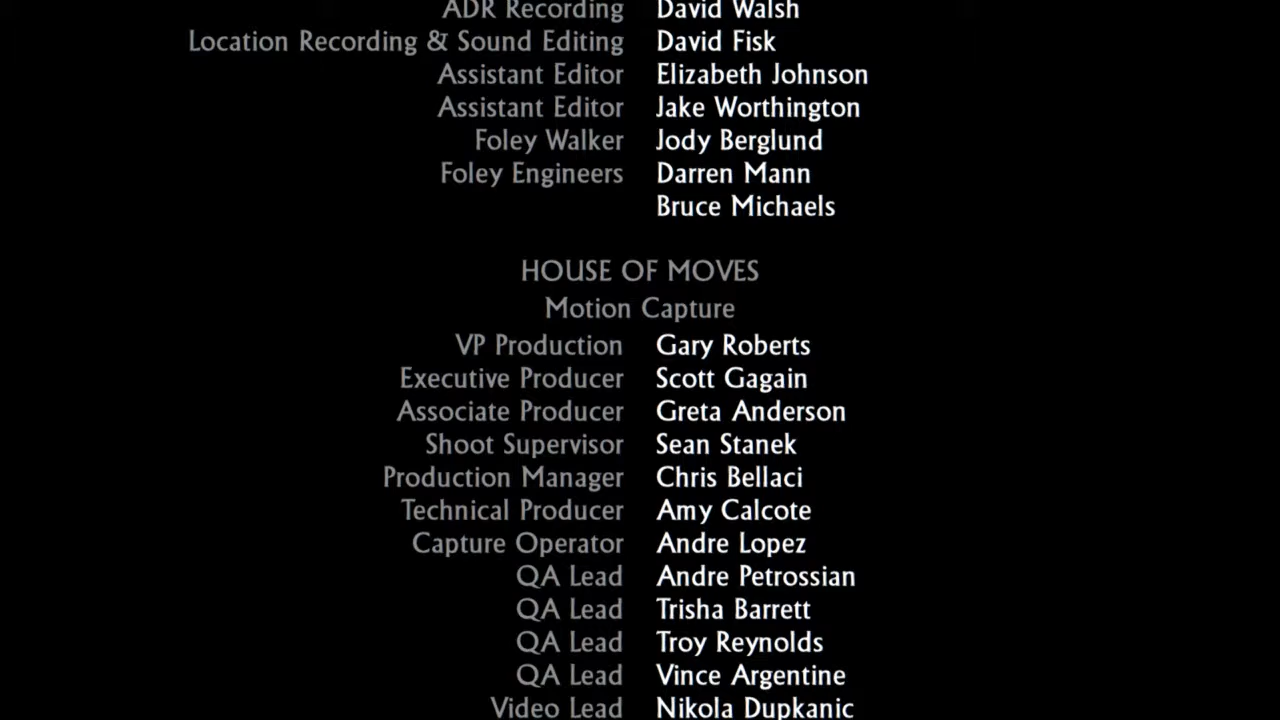 ADR Recording David Walsh
Location Recording & Sound Editing David Fisk
Assistant Editor Elizabeth Johnson
Assistant Editor Jake Worthington
Foley Walker Jody Berglund
Foley Engineers Darren Mann
Bruce Michaels
HOUSE OF MOVES
Motion Capture
VP Production Gary Roberts
Executive Producer Scott Gagain
Associate Producer Greta Anderson
Shoot Supervisor Sean Stanek
Production Manager Chris Bellaci
Technical Producer Amy Calcote
Capture Operator Andre Lopez
QA Lead Andre Petrossian
QA Lead Trisha Barrett
QA Lead Troy Reynolds
QA Lead Vince Argentine
Video Lead Nikola Dupkanic